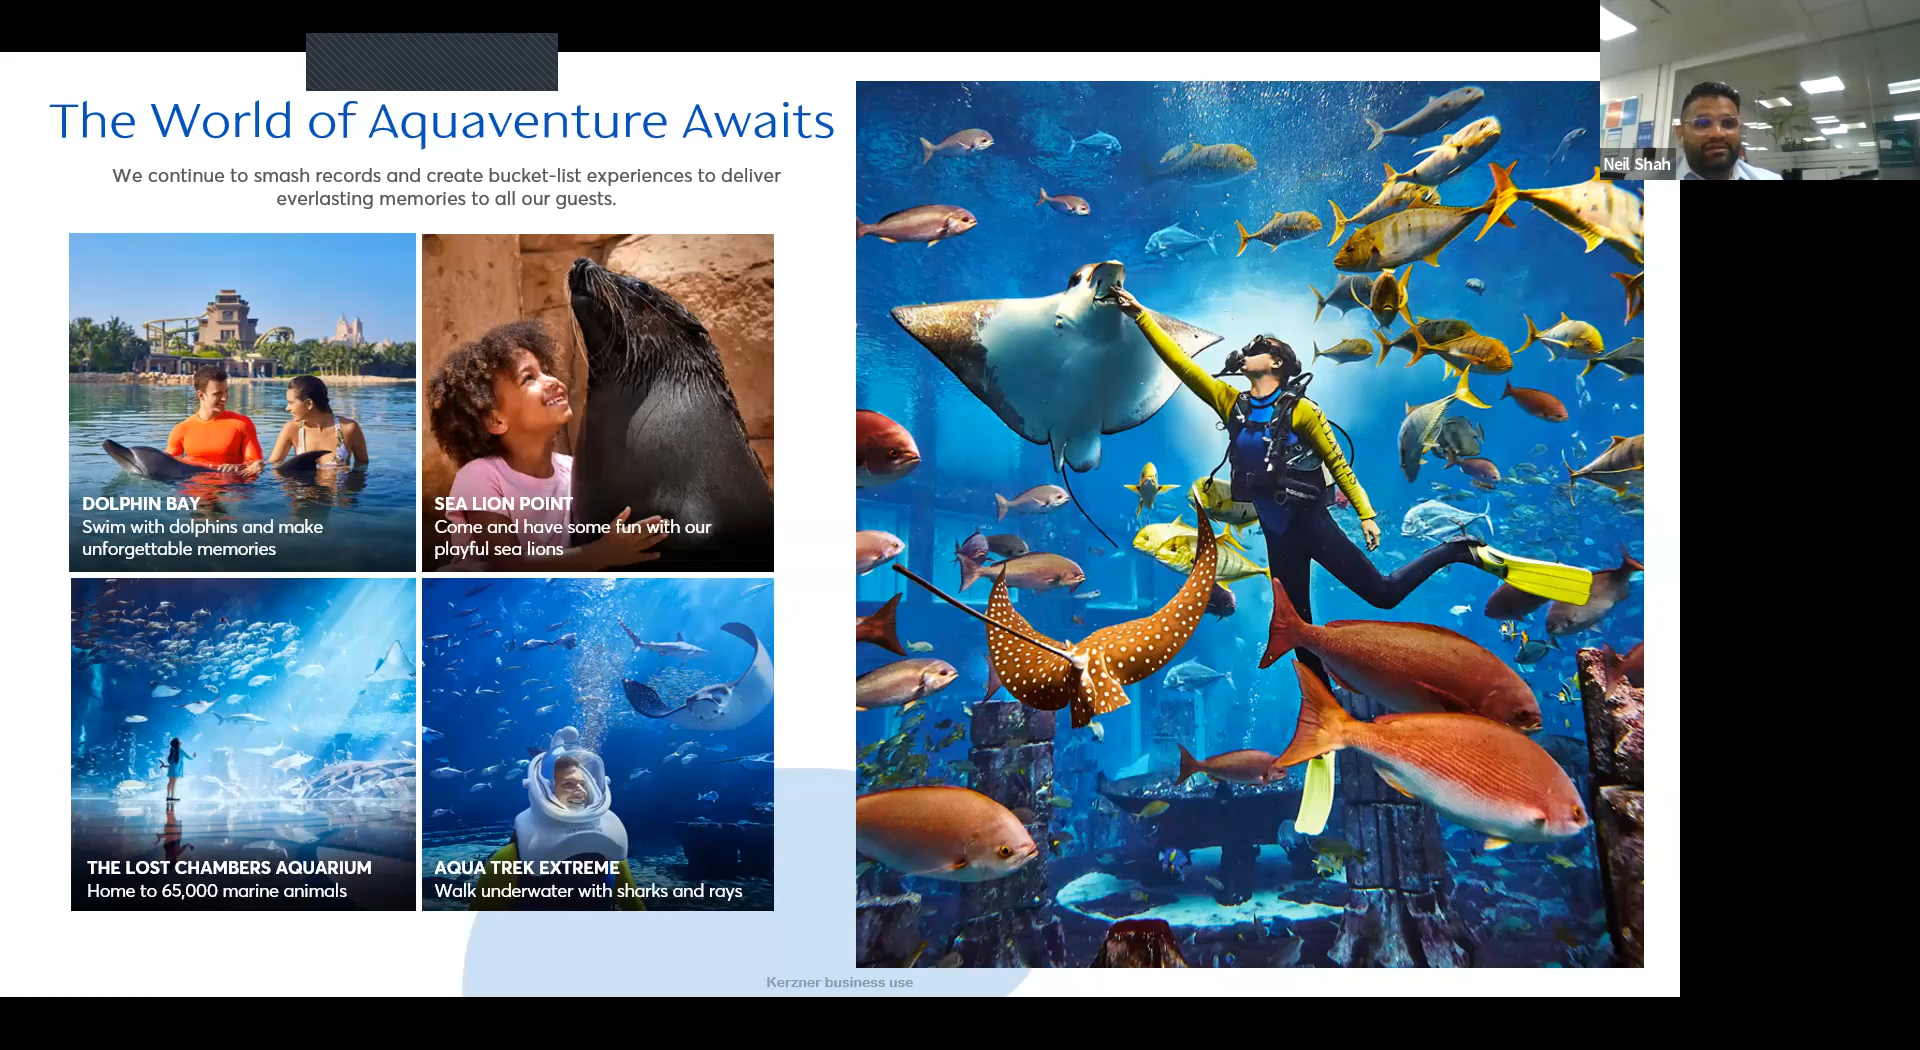 The World of Aquaventure Awaits
We continue to smash records and create bucket-list experiences to deliver
everlasting memories to all our guests.
DOLPHIN BAY
Swim with dolphins and make
unforgettable memories
SEA LION POINT
Come and have some fun with our
playful sea lions
THE LOST CHAMBERS AQUARIUM
Home to 65,000 marine animals
AQUA TREK EXTREME
Walk underwater with sharks and rays
Kerzner business use
Neil Shah